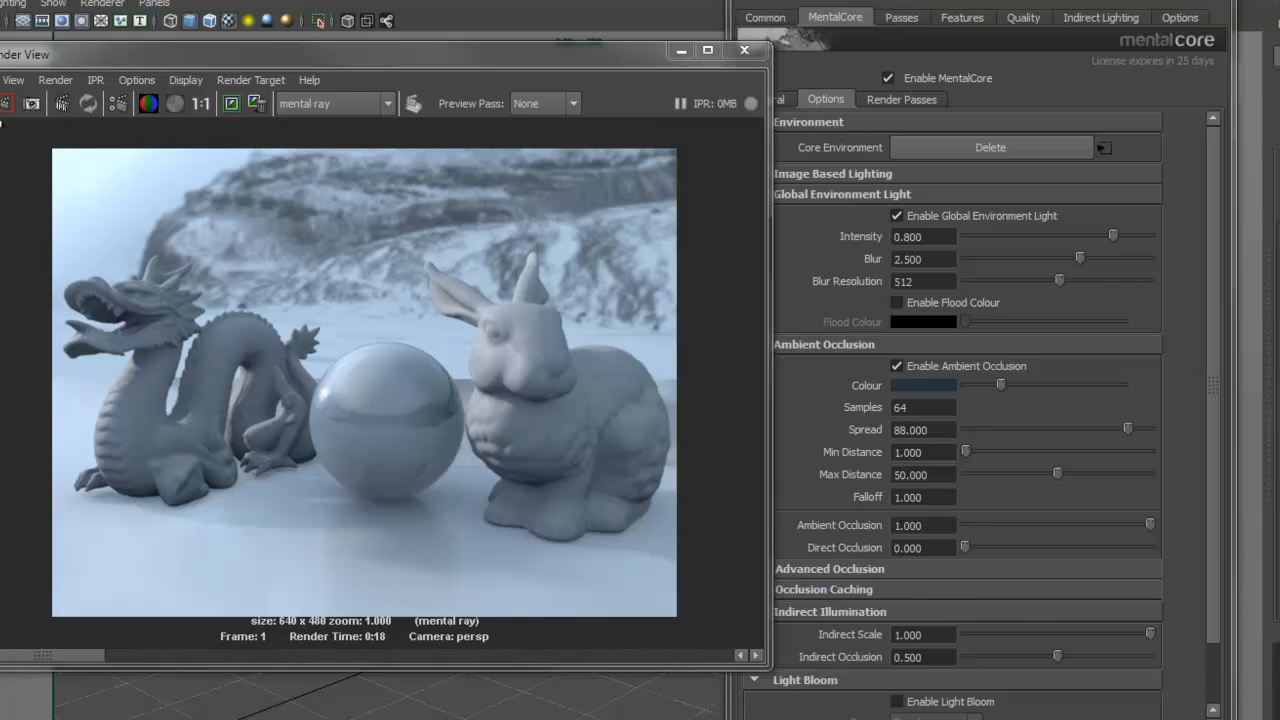 Show Renderer Panels
nder View
View Render IPR Options Display Render Target Help
1:1 mental ray Preview Pass: None IPR: 0MB
size: 640 x 480 zoom: 1.000 (mental ray)
Frame: 1 Render Time: 0:18 Camera: persp
Common MentalCore Passes Features Quality Indirect Lighting Options
mentalcore
License expires in 25 days
Enable MentalCore
ral Options Render Passes
Environment
Core Environment Delete
Image Based Lighting
Global Environment Light
Enable Global Environment Light
Intensity 0.800
Blur 2.500
Blur Resolution 512
Enable Flood Colour
Flood Colour
Ambient Occlusion
Enable Ambient Occlusion
Colour
Samples 64
Spread 88.000
Min Distance 1.000
Max Distance 50.000
Falloff 1.000
Ambient Occlusion 1.000
Direct Occlusion 0.000
Advanced Occlusion
Occlusion Caching
Indirect Illumination
Indirect Scale 1.000
Indirect Occlusion 0.500
Light Bloom
Enable Light Bloom